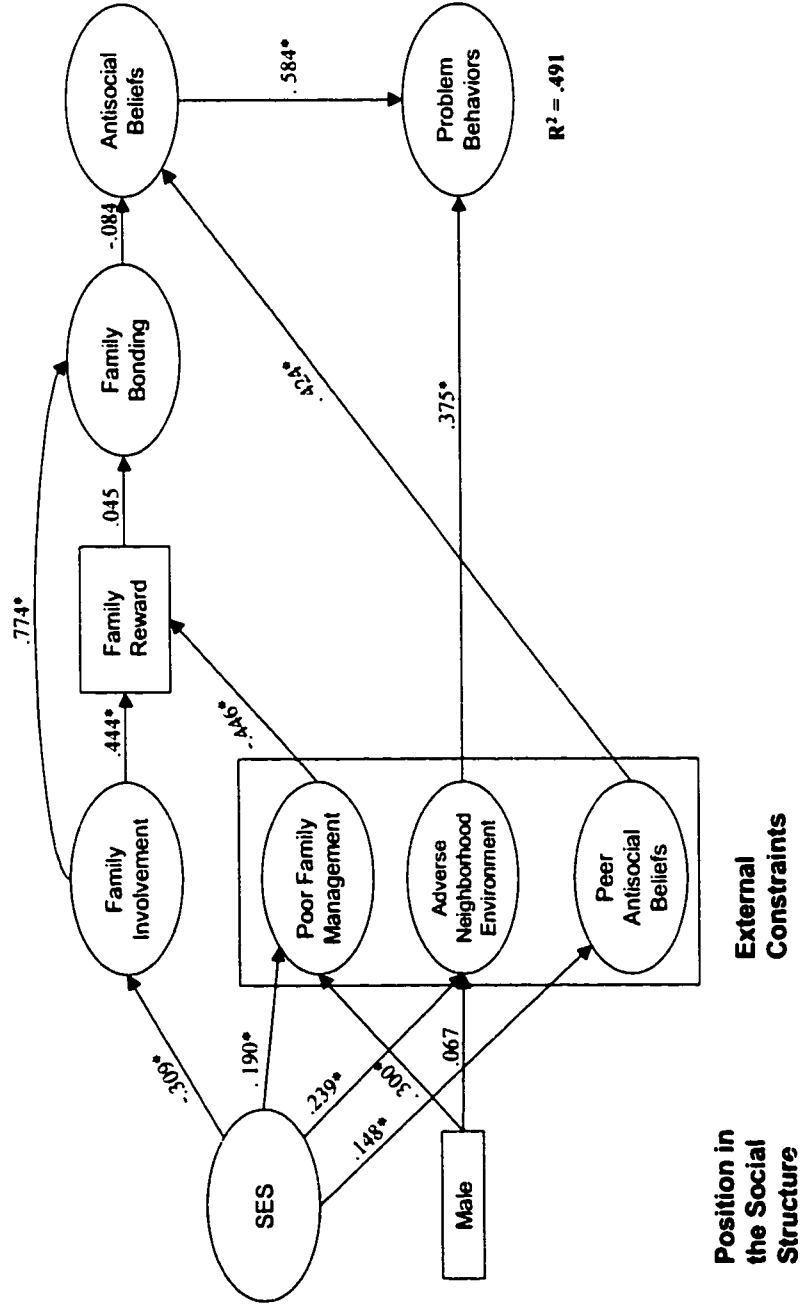 .774*
Family
Involvement
.444*
Family
Reward
.045
Family
Bonding
-.084
Antisocial
Beliefs
-.309*
-.446*
.424*
.584*
SES
.190*
.239*
.148*
.300*
Poor Family
Management
Adverse
Neighborhood
Environment
.375*
Problem
Behaviors
Male
.067
Peer
Antisocial
Beliefs
R² = .491
Position in
the Social
Structure
External
Constraints